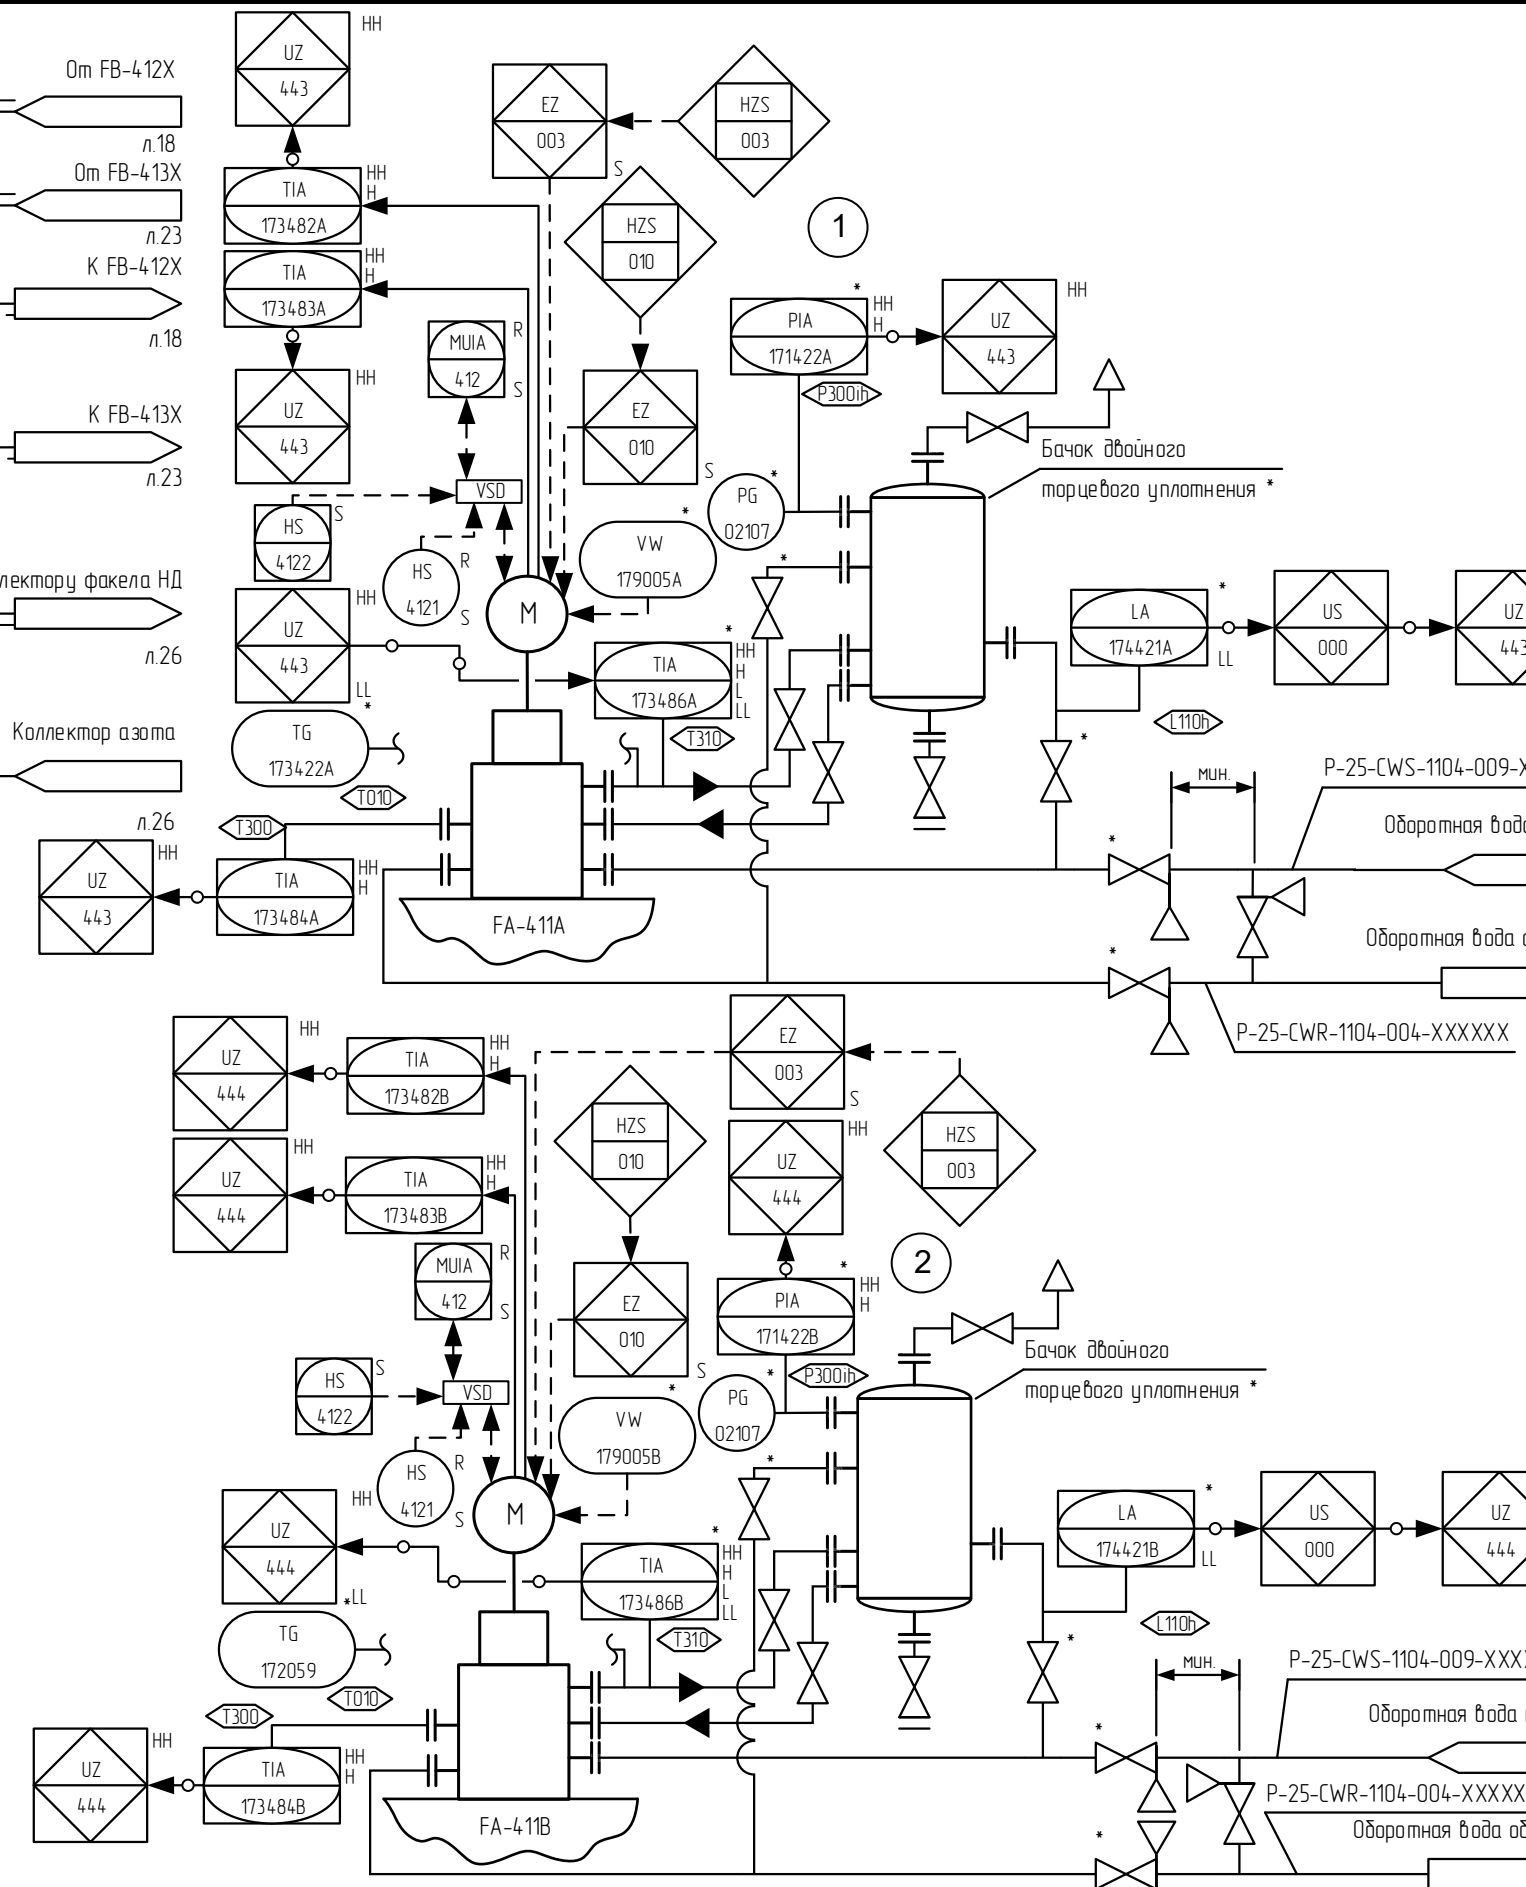 От FB-412X
л.18
От FB-413X
л.23
К FB-412X
л.18
К FB-413X
л.23
лектору факела НД
л.26
Коллектор азота
л.26
UZ
443
HH
TIA
173482A
HH
H
TIA
173483A
HH
H
UZ
443
HH
EZ
003
S
HZS
003
HZS
010
EZ
010
S
MUIA
412
R
S
VSD
HS
4122
S
HS
4121
R
S
M
VW
179005A
*
1
PIA
171422A
*
HH
H
P300ih
UZ
443
HH
PG
02107
*
Бачок двойного
торцевого уплотнения *
*
UZ
443
HH
LL
TIA
173486A
*
HH
H
L
LL
T310
TG
173422A
*
T010
T300
UZ
443
HH
TIA
173484A
HH
H
FA-411A
LA
174421A
*
LL
US
000
UZ
443
L110h
*
мин.
P-25-CWS-1104-009-X
Оборотная вода
*
Оборотная вода о
*
P-25-CWR-1104-004-XXXXXX
UZ
444
HH
TIA
173482B
HH
H
UZ
444
HH
TIA
173483B
HH
H
EZ
003
S
HZS
003
HZS
010
UZ
444
HH
EZ
010
S
MUIA
412
R
S
VSD
HS
4122
S
HS
4121
R
S
M
VW
179005B
*
2
PIA
171422B
*
HH
H
P300ih
PG
02107
*
Бачок двойного
торцевого уплотнения *
*
UZ
444
HH
*LL
TIA
173486B
*
HH
H
L
LL
T310
TG
172059
T010
T300
UZ
444
HH
TIA
173484B
HH
H
FA-411B
LA
174421B
*
LL
US
000
UZ
444
L110h
*
мин.
P-25-CWS-1104-009-XXX
Оборотная вода
*
P-25-CWR-1104-004-XXXXX
Оборотная вода об
*